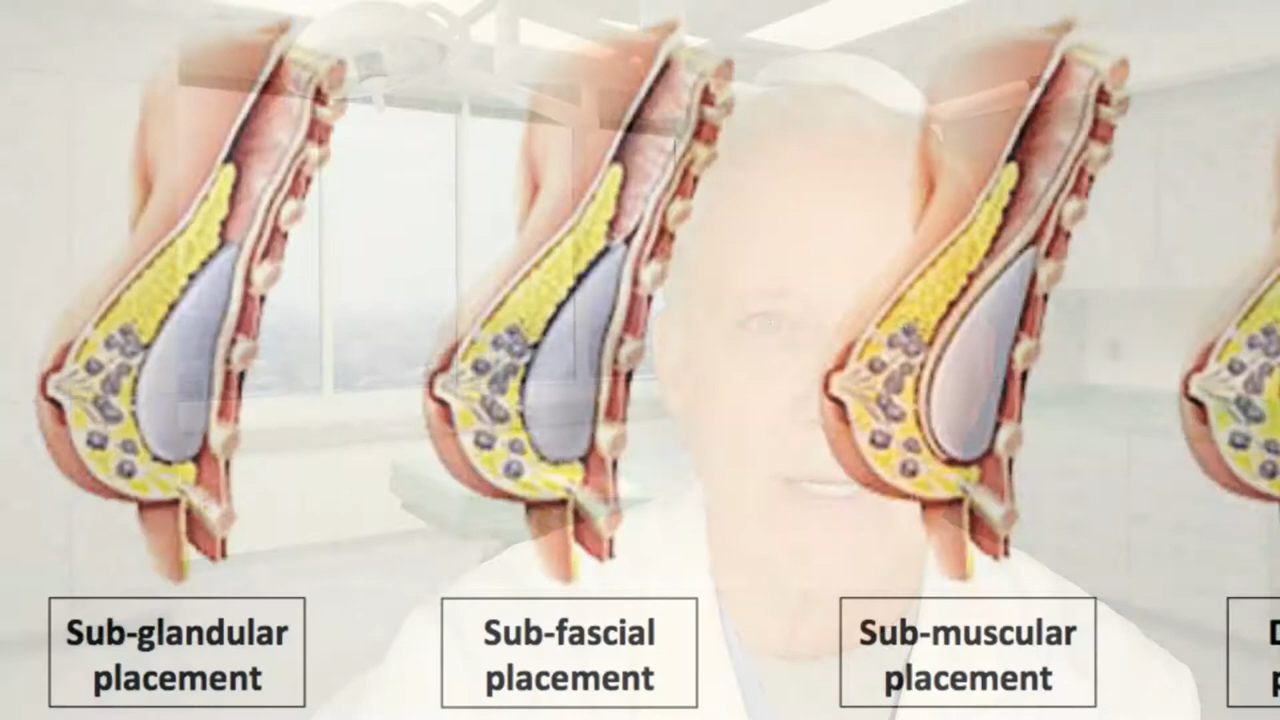 Sub-glandular
placement
Sub-fascial
placement
Sub-muscular
placement